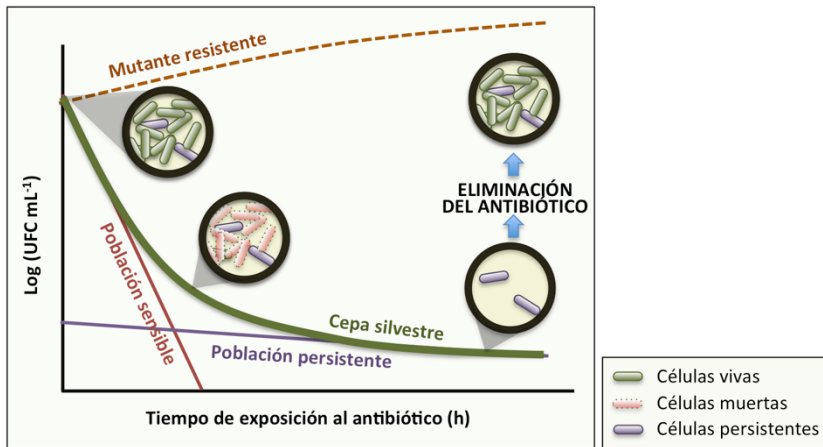 Mutante resistente
ELIMINACIÓN
DEL ANTIBIÓTICO
Log (UFC mL-1)
Población sensible
Cepa silvestre
Población persistente
Tiempo de exposición al antibiótico (h)
Células vivas
Células muertas
Células persistentes